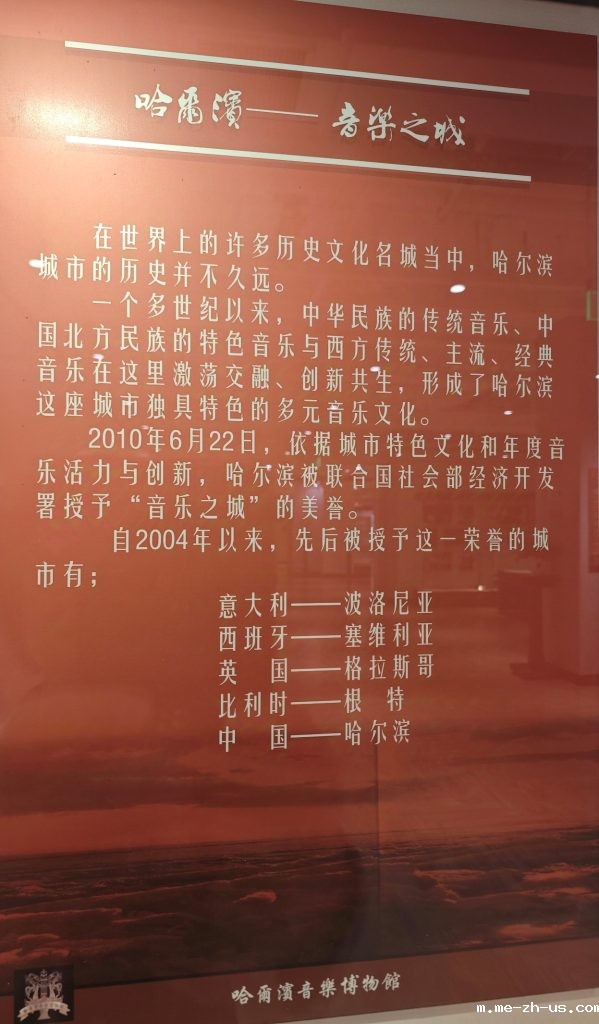 哈爾濱——音樂之城
在世界上的许多历史文化名城当中，哈尔滨
城市的历史并不久远。
一个多世纪以来，中华民族的传统音乐、中
国北方民族的特色音乐与西方传统、主流、经典
音乐在这里激荡交融、创新共生，形成了哈尔滨
这座城市独具特色的多元音乐文化。
2010年6月22日，依据城市特色文化和年度音
乐活力与创新，哈尔滨被联合国社会部经济开发
署授予“音乐之城”的美誉。
自2004年以来，先后被授予这一荣誉的城
市有；
意大利——波洛尼亚
西班牙——塞维利亚
英 国——格拉斯哥
比利时——根 特
中 国——哈尔滨
哈爾濱音樂博物館
m.me-zh-us.com